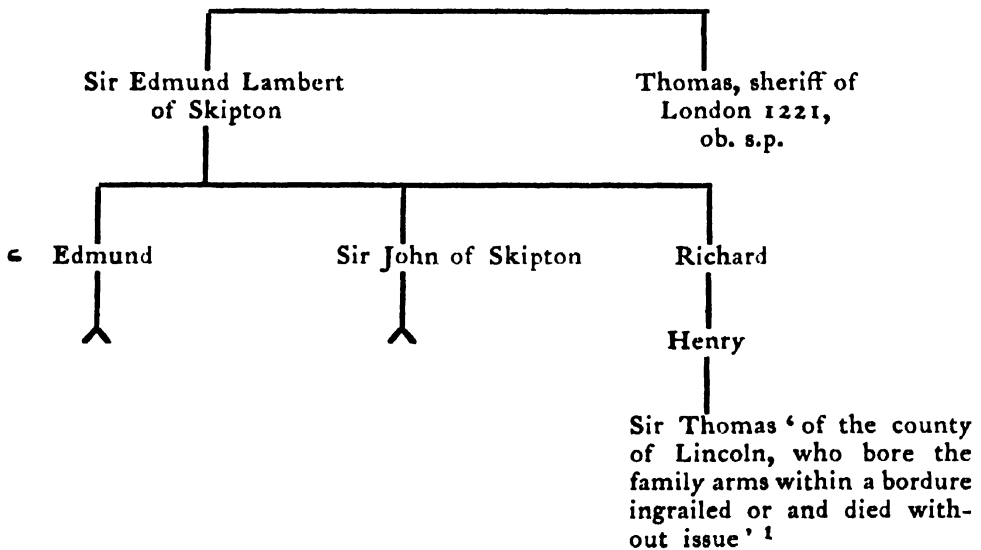 Sir Edmund Lambert
of Skipton
Thomas, sheriff of
London 1221,
ob. s.p.
Edmund
Sir John of Skipton
Richard
Henry
Sir Thomas ‘ of the county
of Lincoln, who bore the
family arms within a bordure
ingrailed or and died with-
out issue ’ 1